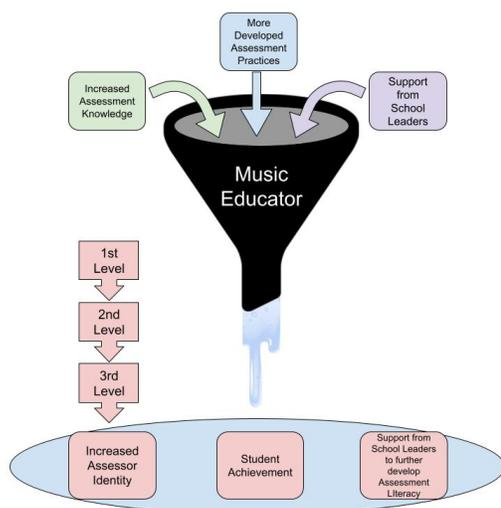 More
Developed
Assessment
Practices
Increased
Assessment
Knowledge
Support
from
School
Leaders
Music
Educator
1st
Level
2nd
Level
3rd
Level
Increased
Assessor
Identity
Student
Achievement
Support from
School Leaders
to further
develop
Assessment
LIteracy